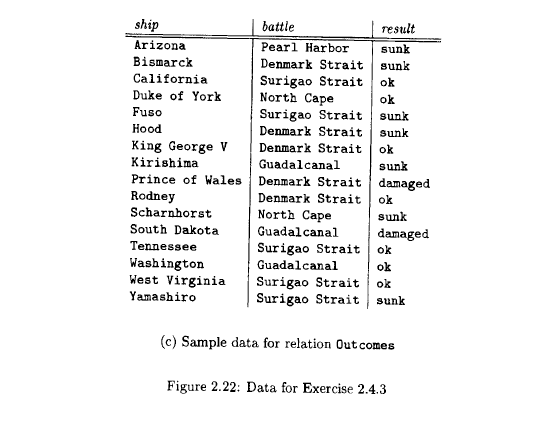 ship battle result
Arizona Pearl Harbor sunk
Bismarck Denmark Strait sunk
California Surigao Strait ok
Duke of York North Cape ok
Fuso Surigao Strait sunk
Hood Denmark Strait sunk
King George V Denmark Strait ok
Kirishima Guadalcanal sunk
Prince of Wales Denmark Strait damaged
Rodney Denmark Strait ok
Scharnhorst North Cape sunk
South Dakota Guadalcanal damaged
Tennessee Surigao Strait ok
Washington Guadalcanal ok
West Virginia Surigao Strait ok
Yamashiro Surigao Strait sunk
(c) Sample data for relation Outcomes
Figure 2.22: Data for Exercise 2.4.3